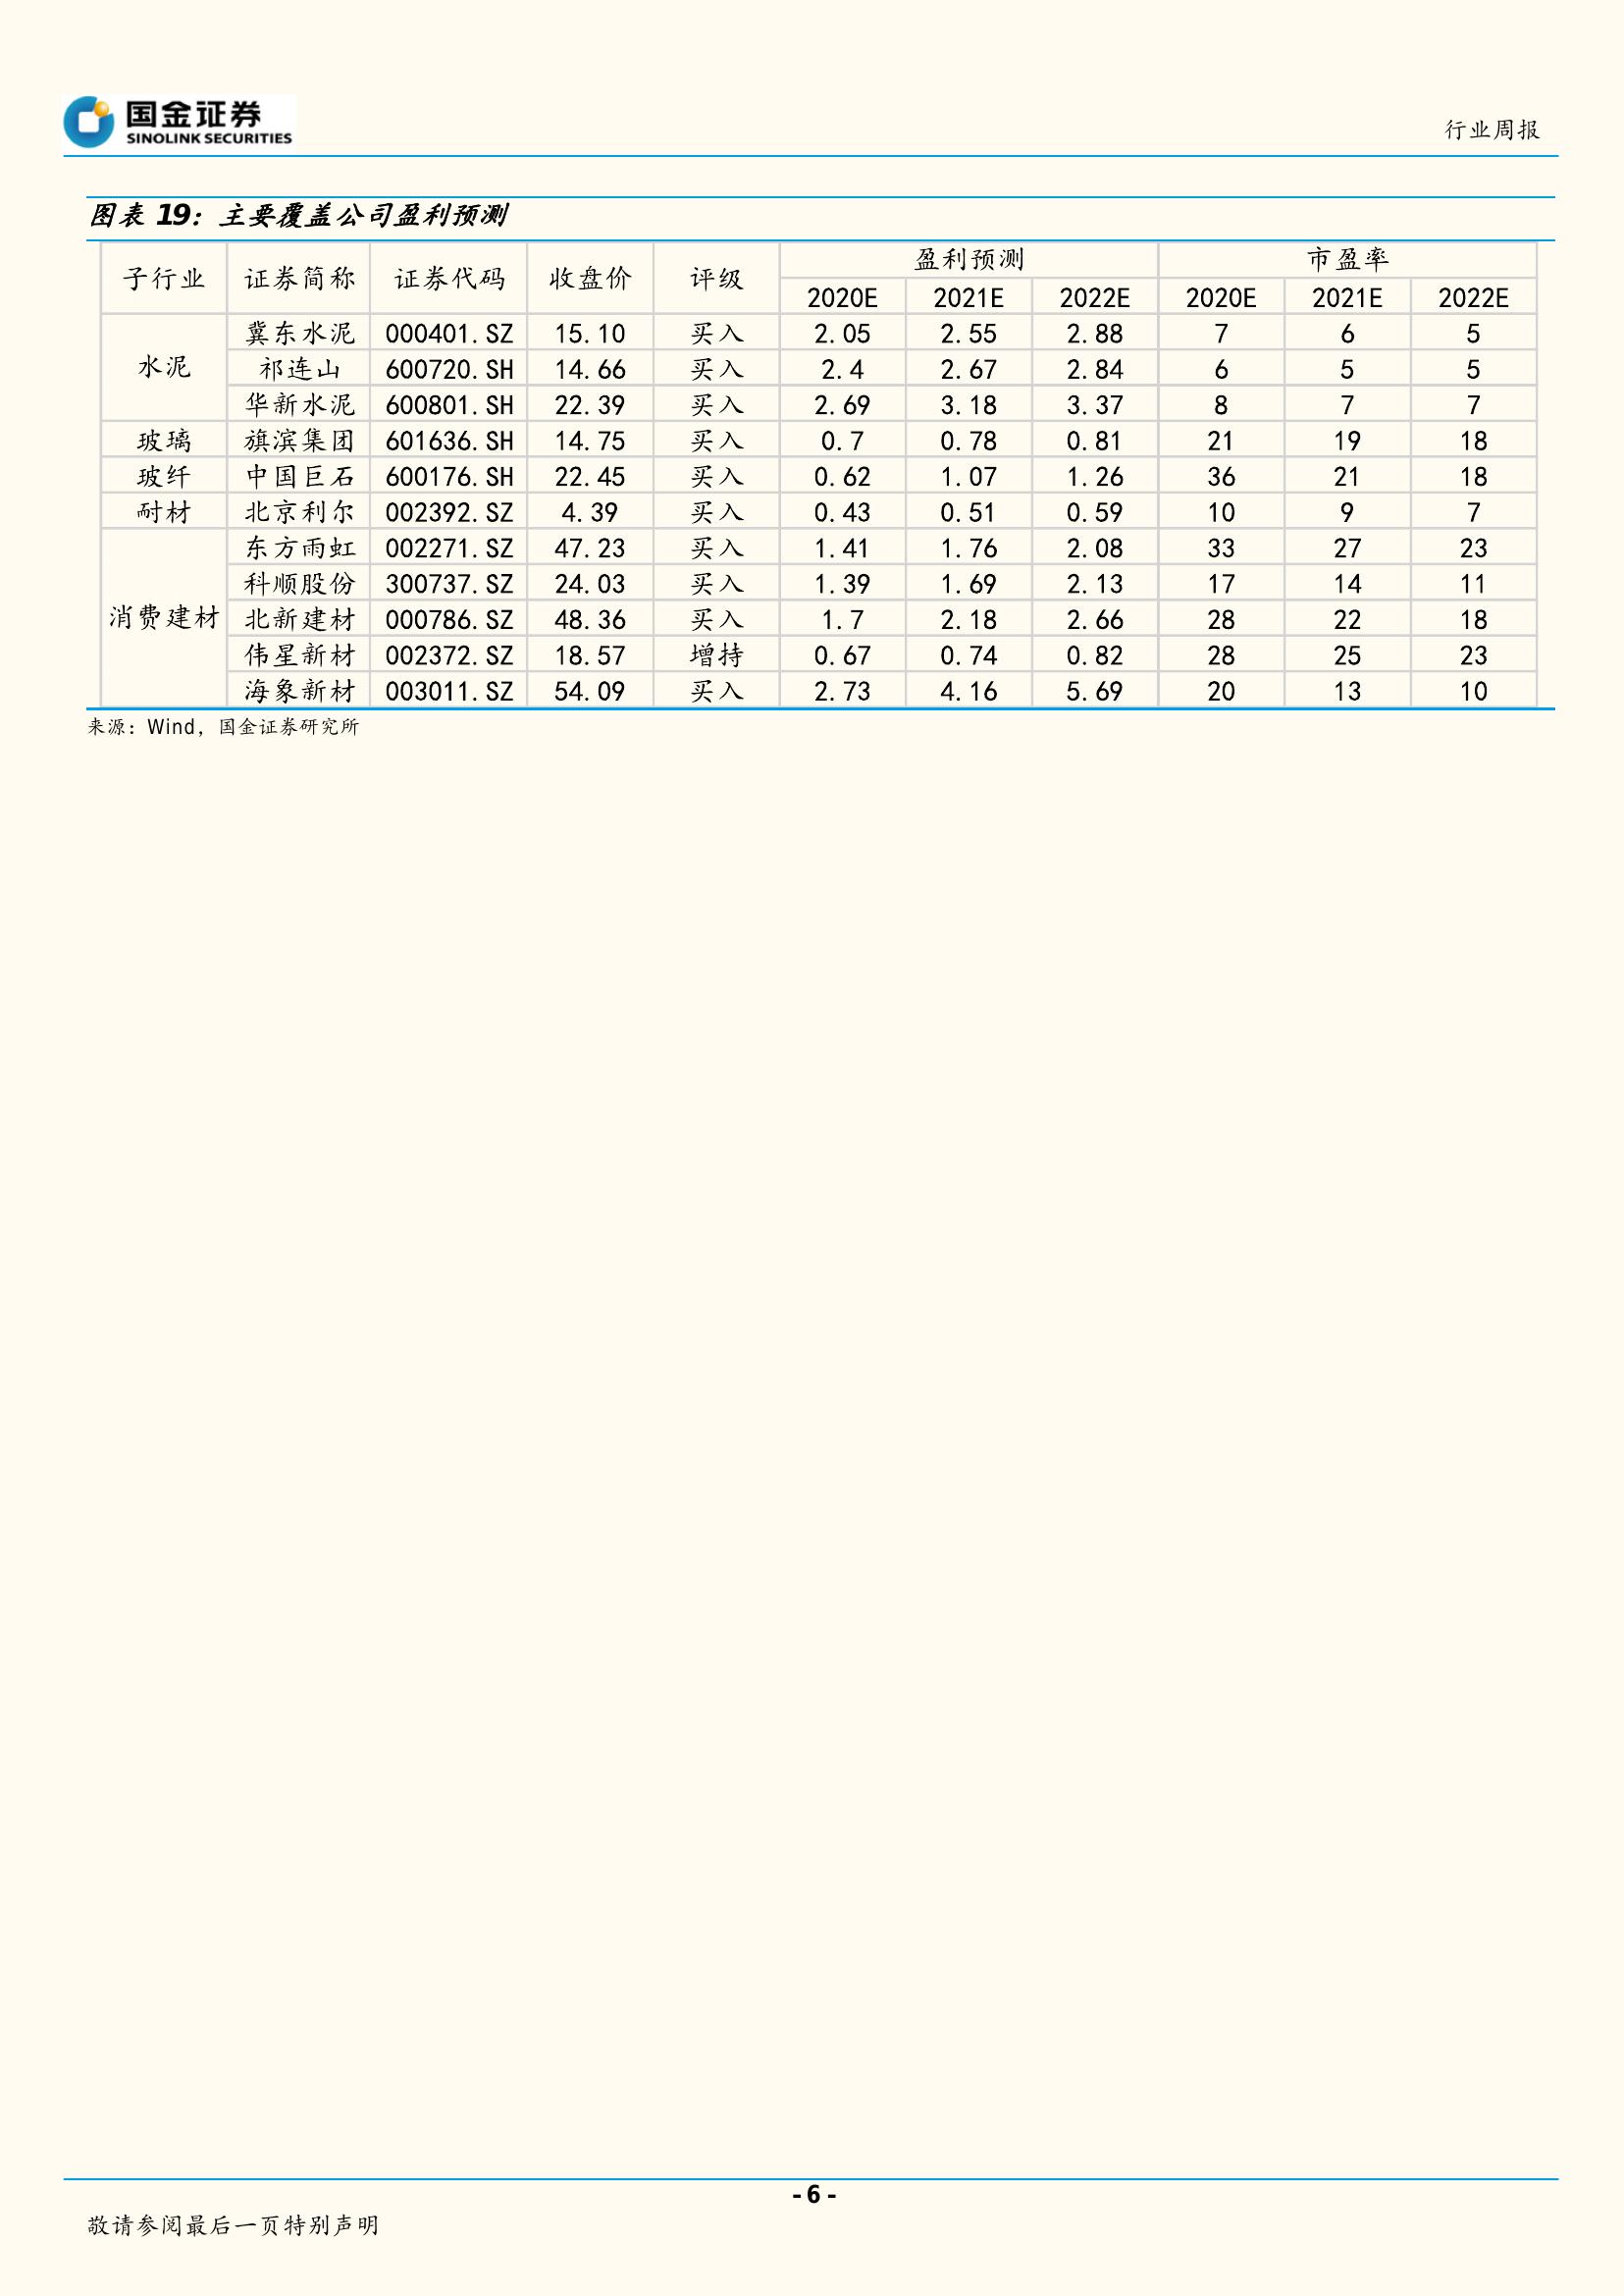 国金证券
SINOLINK SECURITIES
行业周报
图表 19：主要覆盖公司盈利预测
子行业 证券简称 证券代码 收盘价 评级 盈利预测 市盈率
2020E 2021E 2022E 2020E 2021E 2022E
水泥 冀东水泥 000401.SZ 15.10 买入 2.05 2.55 2.88 7 6 5
祁连山 600720.SH 14.66 买入 2.4 2.67 2.84 6 5 5
华新水泥 600801.SH 22.39 买入 2.69 3.18 3.37 8 7 7
玻璃 旗滨集团 601636.SH 14.75 买入 0.7 0.78 0.81 21 19 18
玻纤 中国巨石 600176.SH 22.45 买入 0.62 1.07 1.26 36 21 18
耐材 北京利尔 002392.SZ 4.39 买入 0.43 0.51 0.59 10 9 7
消费建材 东方雨虹 002271.SZ 47.23 买入 1.41 1.76 2.08 33 27 23
科顺股份 300737.SZ 24.03 买入 1.39 1.69 2.13 17 14 11
北新建材 000786.SZ 48.36 买入 1.7 2.18 2.66 28 22 18
伟星新材 002372.SZ 18.57 增持 0.67 0.74 0.82 28 25 23
海象新材 003011.SZ 54.09 买入 2.73 4.16 5.69 20 13 10
来源：Wind，国金证券研究所
- 6 -
敬请参阅最后一页特别声明